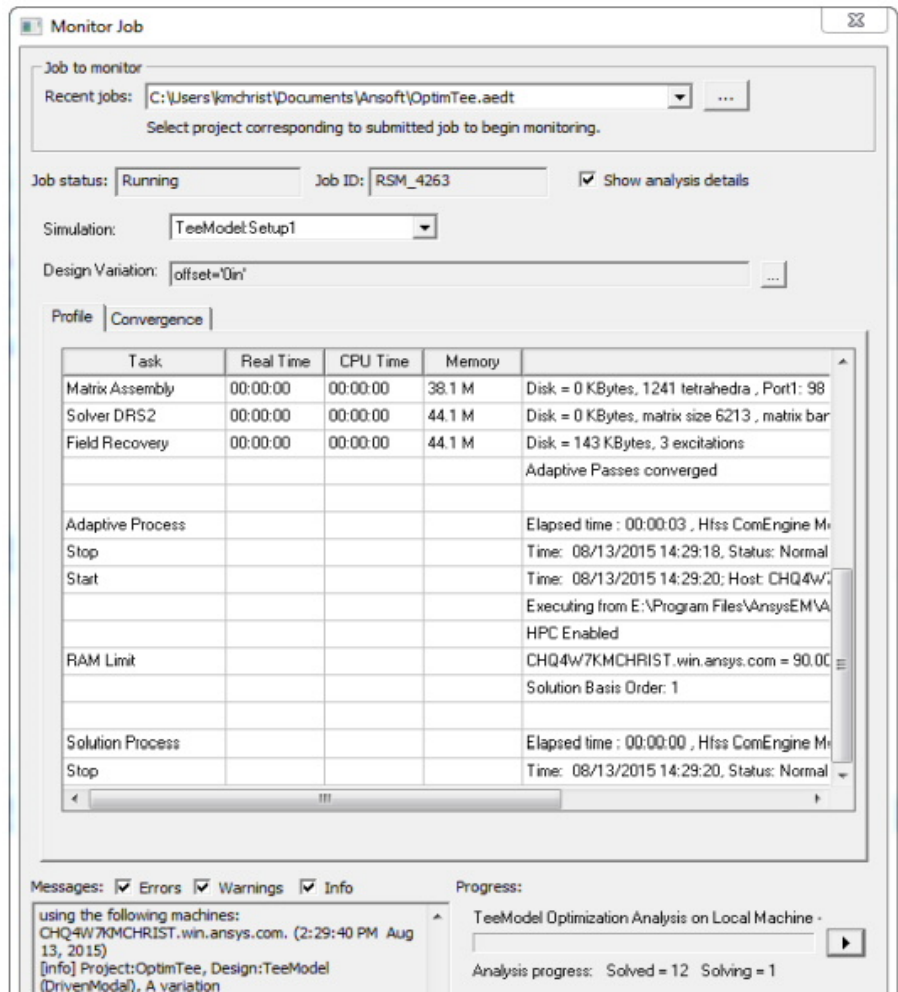 Monitor Job
Job to monitor
Recent jobs: C:\Users\kmchrist\Documents\Ansoft\OptimTee.aedt ...
Select project corresponding to submitted job to begin monitoring.
Job status: Running Job ID: RSM_4263 Show analysis details
Simulation: TeeModel:Setup1
Design Variation: offset='0in' ...
Profile Convergence
Task Real Time CPU Time Memory
Matrix Assembly 00:00:00 00:00:00 38.1 M Disk = 0 KBytes, 1241 tetrahedra , Port1: 98
Solver DRS2 00:00:00 00:00:00 44.1 M Disk = 0 KBytes, matrix size 6213 , matrix ban
Field Recovery 00:00:00 00:00:00 44.1 M Disk = 143 KBytes, 3 excitations
Adaptive Passes converged
Adaptive Process Elapsed time : 00:00:03 , Hfss ComEngine M
Stop Time: 08/13/2015 14:29:18, Status: Normal
Start Time: 08/13/2015 14:29:20; Host: CHQ4W7
Executing from E:\Program Files\AnsysEM\A
HPC Enabled
RAM Limit CHQ4W7KMCHRIST.win.ansys.com = 90.00
Solution Basis Order: 1
Solution Process Elapsed time : 00:00:00 , Hfss ComEngine M
Stop Time: 08/13/2015 14:29:20, Status: Normal
Messages: Errors Warnings Info Progress:
using the following machines:
CHQ4W7KMCHRIST.win.ansys.com. (2:29:40 PM Aug
13, 2015)
[info] Project:OptimTee, Design:TeeModel
(DrivenModal), A variation
TeeModel Optimization Analysis on Local Machine -
Analysis progress: Solved = 12 Solving = 1